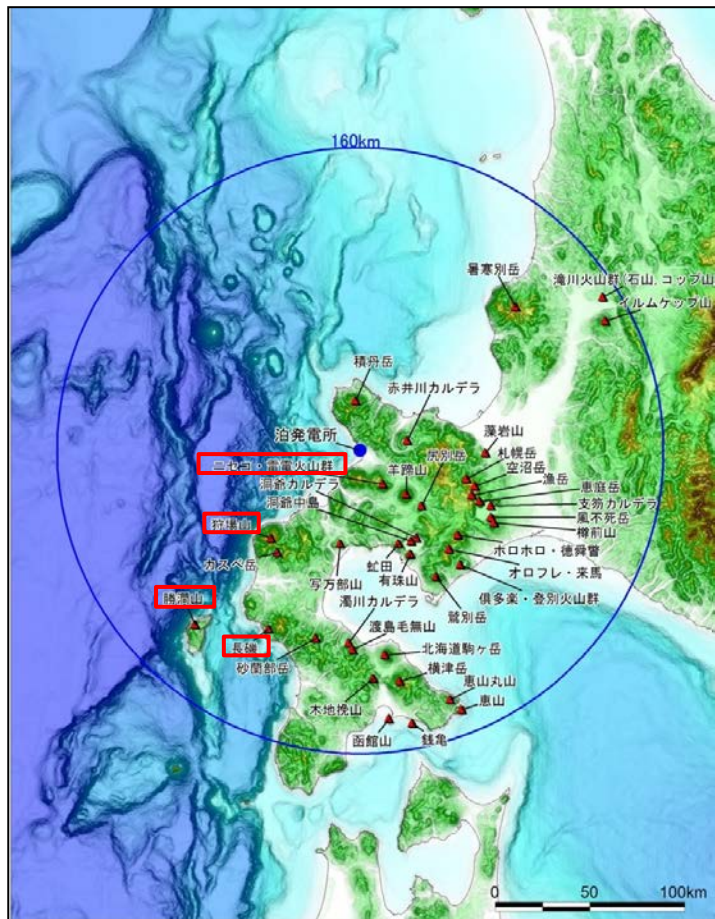 160km
暑寒別岳
滝川火山群(石山,コップ山
イルムケップ山
積丹岳
赤井川カルデラ
泊発電所
藻岩山
ニセコ・雷電火山群
羊蹄山
尻別岳
札幌岳
空沼岳
漁岳
洞爺カルデラ
恵庭岳
洞爺中島
支笏カルデラ
狩場山
風不死岳
樽前山
カスベ岳
写万部山
虻田
有珠山
ホロホロ・徳舜瞥
オロフレ・来馬
倶多楽・登別火山群
勝澗山
濁川カルデラ
鷲別岳
渡島毛無山
長磯
砂蘭部岳
北海道駒ヶ岳
横津岳
木地挽山
恵山丸山
恵山
函館山
銭亀
0 50 100km